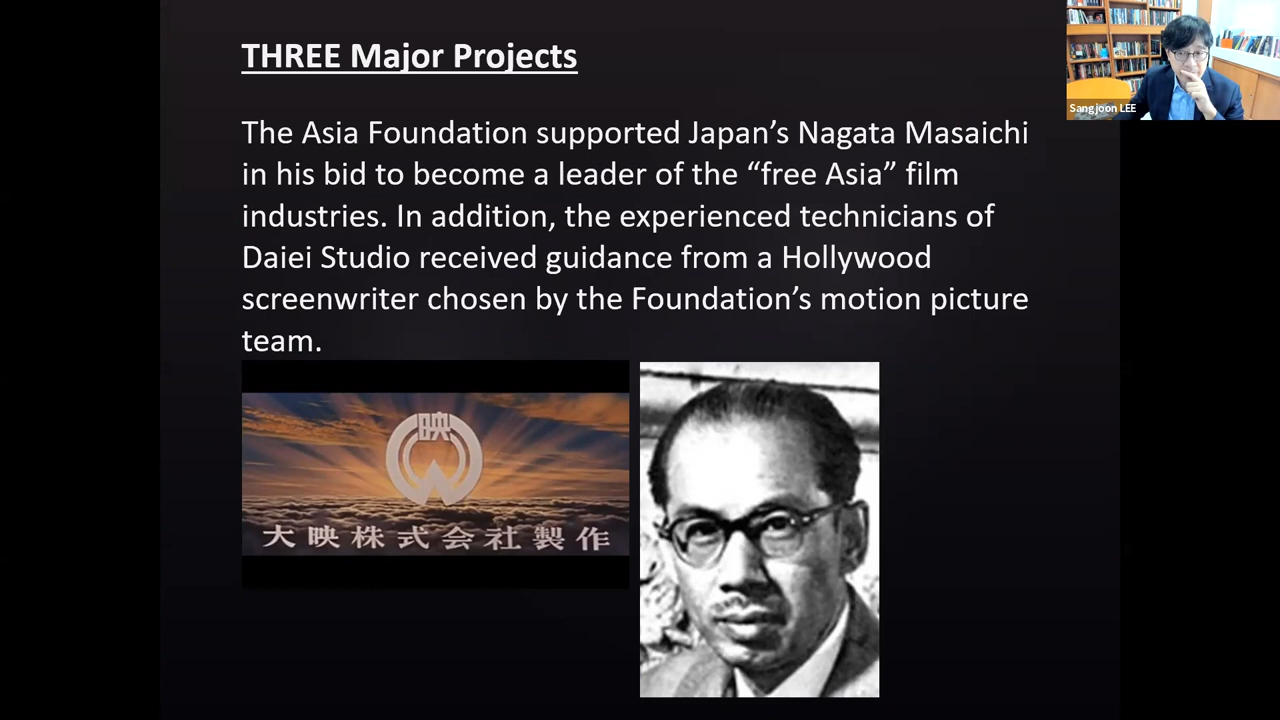 THREE Major Projects
The Asia Foundation supported Japan’s Nagata Masaichi
in his bid to become a leader of the “free Asia” film
industries. In addition, the experienced technicians of
Daiei Studio received guidance from a Hollywood
screenwriter chosen by the Foundation’s motion picture
team.
映
大映株式会社製作
Sangjoon LEE